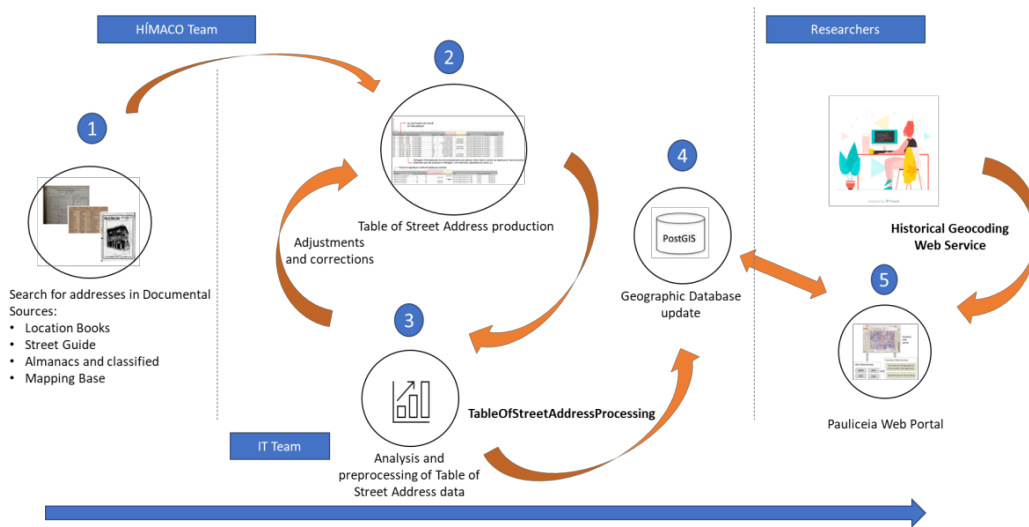 HÍMACO Team
Researchers
1
2
Table of Street Address production
Search for addresses in Documental
Sources:
• Location Books
• Street Guide
• Almanacs and classified
• Mapping Base
Adjustments
and corrections
3
Analysis and
preprocessing of Table of
Street Address data
IT Team
TableOfStreetAddressProcessing
4
PostGIS
Geographic Database
update
Historical Geocoding
Web Service
5
Pauliceia Web Portal